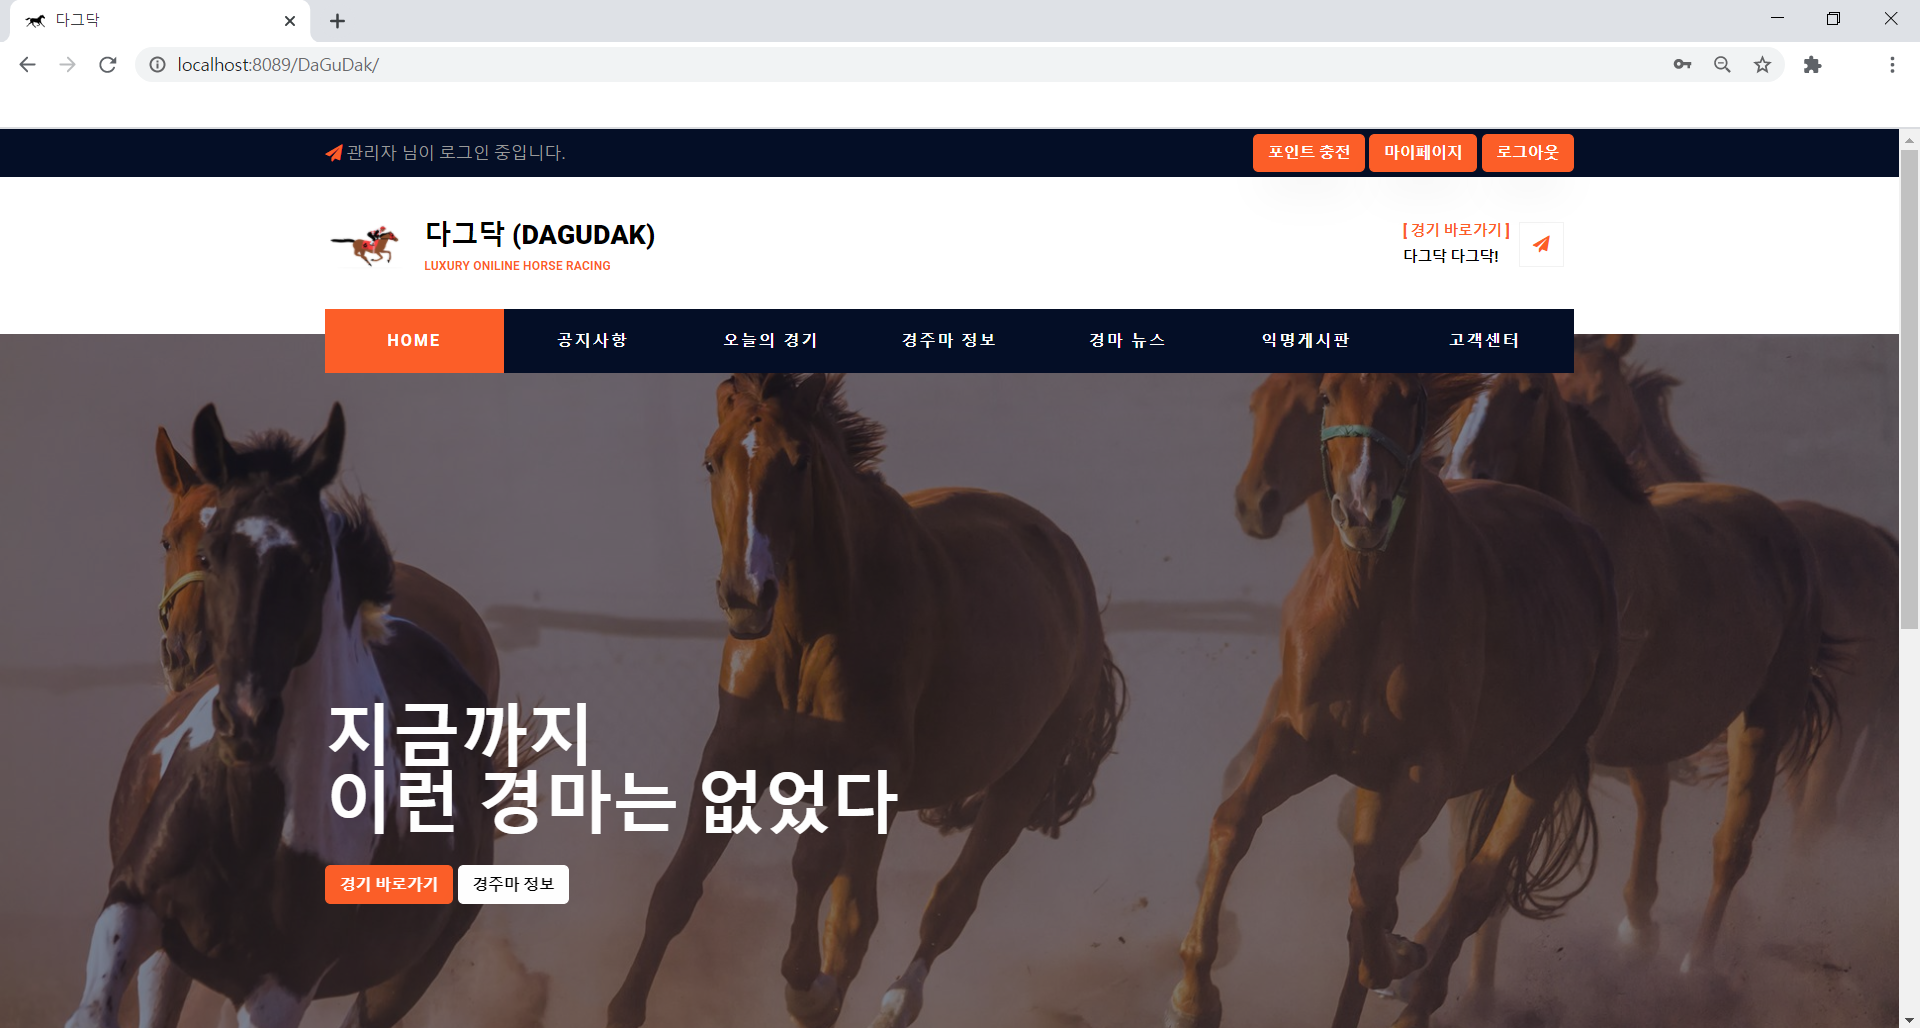 다그닥
localhost:8089/DaGuDak/
관리자 님이 로그인 중입니다.
포인트 충전 마이페이지 로그아웃
다그닥 (DAGUDAK)
LUXURY ONILINE HORSE RACING
[ 경기 바로가기 ]
다그닥 다그닥!
HOME 공지사항 오늘의 경기 경주마 정보 경마 뉴스 익명게시판 고객센터
지금까지
이런 경마는 없었다
경기 바로가기 경주마 정보